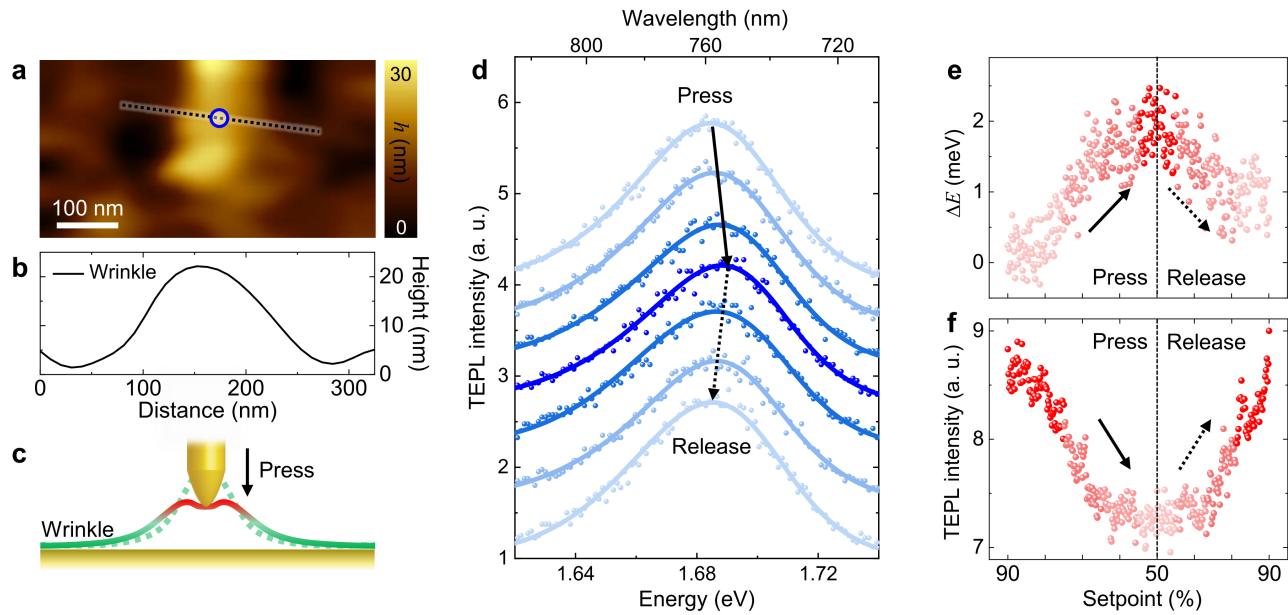 a
30
h (nm)
0
100 nm
b
Wrinkle
20
10
0
Height (nm)
0
100
200
300
Distance (nm)
c
Press
Wrinkle
d
Wavelength (nm)
800
760
720
6
5
4
3
2
1
TEPL intensity (a. u.)
Press
Release
1.64
1.68
1.72
Energy (eV)
e
2
1
0
ΔE (meV)
Press
Release
f
9
8
7
TEPL intensity (a. u.)
Press
Release
90
50
90
Setpoint (%)